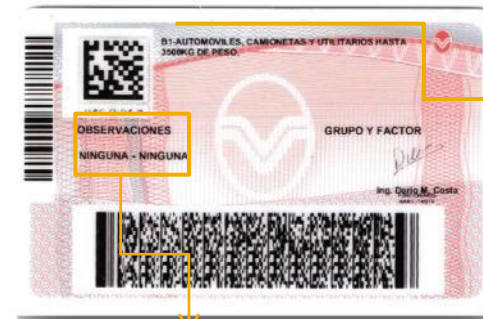 B1-AUTOMOVILES, CAMIONETAS Y UTILITARIOS HASTA
3500KG DE PESO
OBSERVACIONES
NINGUNA - NINGUNA
GRUPO Y FACTOR
Ing. Dario M. Costa